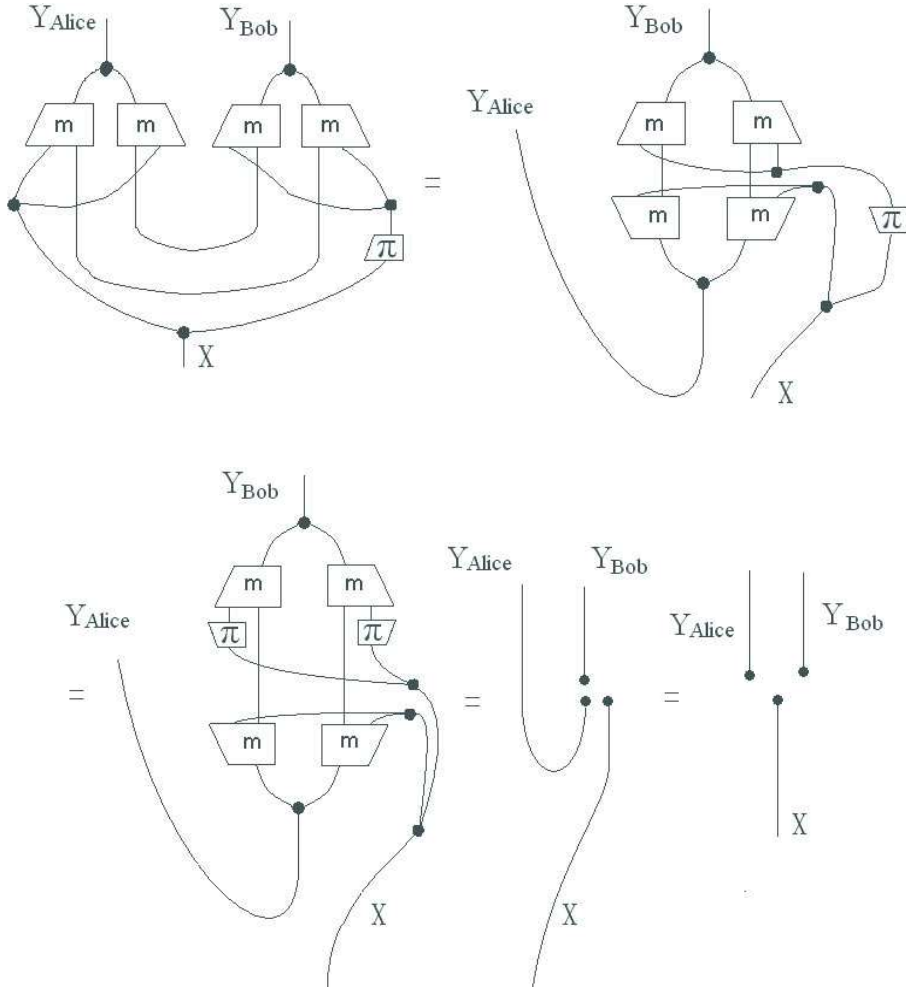 Y_Alice Y_Bob
m m m m
π
X
=
Y_Bob
Y_Alice
m m
m m
π
X
=
Y_Bob
Y_Alice
m m
π π
m m
X
=
Y_Alice Y_Bob
X
=
Y_Alice Y_Bob
X